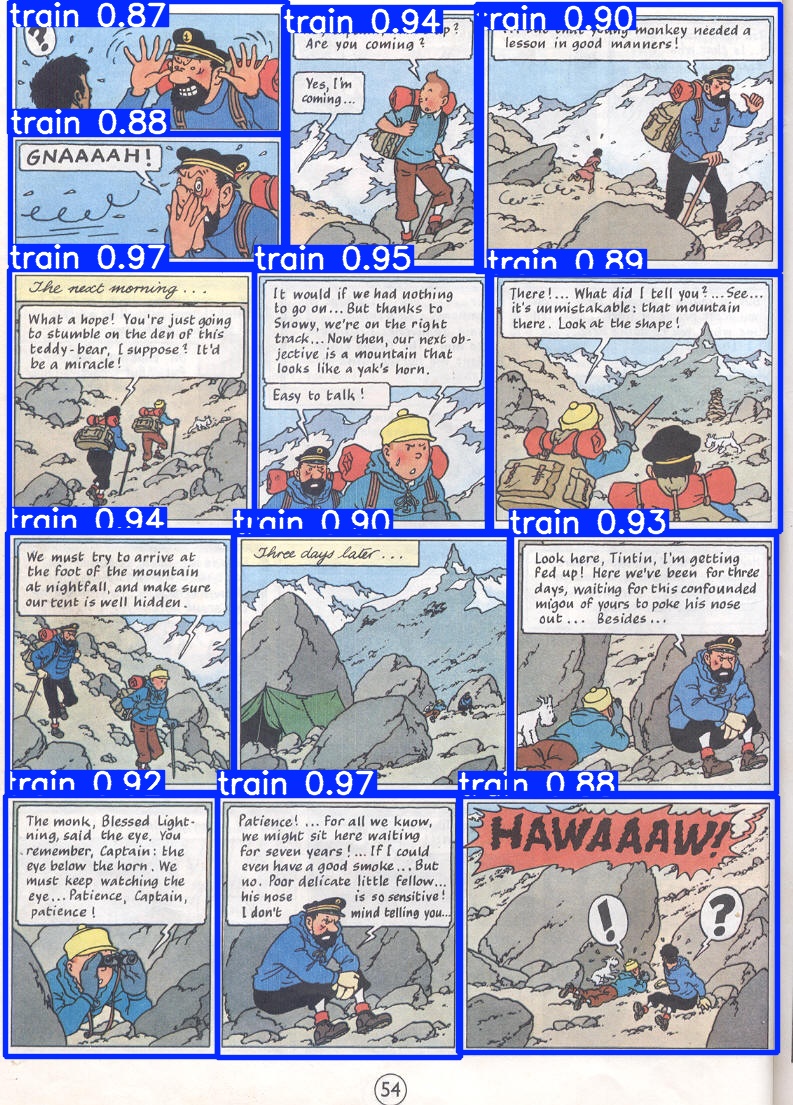 train 0.87
?
train 0.88
GNAAAAH!
train 0.94
?
Are you coming?
Yes, I'm
coming...
train 0.90
that young monkey needed a
lesson in good manners!
train 0.97
The next morning...
What a hope! You're just going
to stumble on the den of this
teddy-bear, I suppose? It'd
be a miracle!
train 0.95
It would if we had nothing
to go on... But thanks to
Snowy, we're on the right
track... Now then, our next ob-
jective is a mountain that
looks like a yak's horn.
Easy to talk!
train 0.89
There!... What did I tell you?...See...
it's unmistakable: that mountain
there. Look at the shape!
train 0.94
We must try to arrive at
the foot of the mountain
at nightfall, and make sure
our tent is well hidden.
train 0.90
Three days later...
train 0.93
Look here, Tintin, I'm getting
fed up! Here we've been for three
days, waiting for this confounded
migou of yours to poke his nose
out... Besides...
train 0.92
The monk, Blessed Light-
ning, said the eye. You
remember, Captain: the
eye below the horn. We
must keep watching the
eye... Patience, Captain,
patience!
train 0.97
Patience! ... For all we know,
we might sit here waiting
for seven years!... If I could
even have a good smoke... But
no. Poor delicate little fellow...
his nose is so sensitive!
I don't mind telling you...
train 0.88
HAWAAAW!
!
?
54